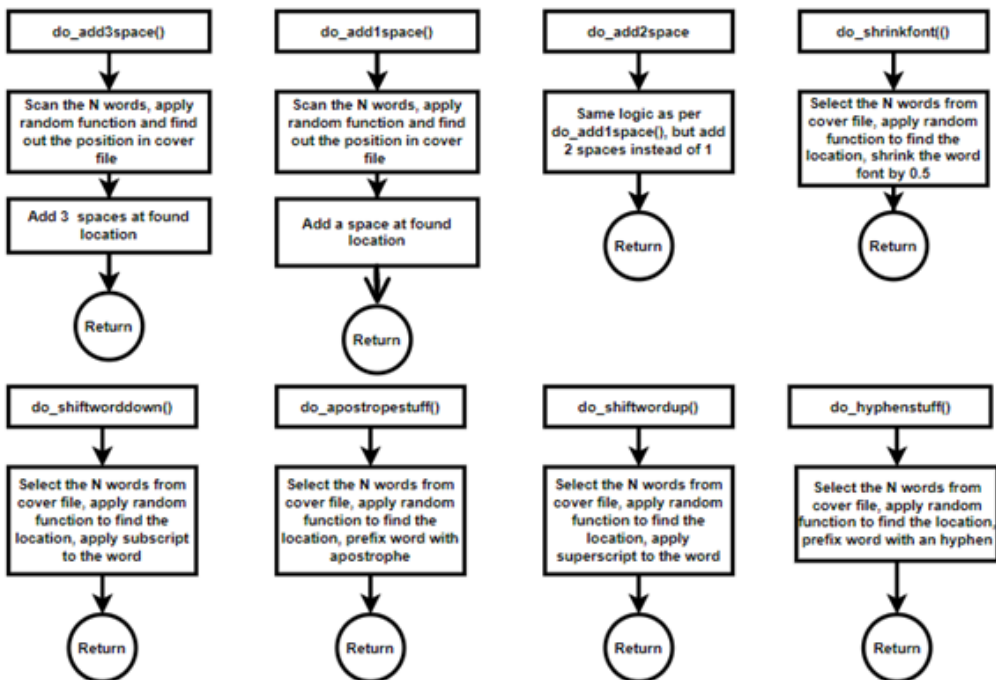 do_add3space()
Scan the N words, apply
random function and find
out the position in cover
file
Add 3 spaces at found
location
Return
do_add1space()
Scan the N words, apply
random function and find
out the position in cover
file
Add a space at found
location
Return
do_add2space
Same logic as per
do_add1space(), but add
2 spaces instead of 1
Return
do_shrinkfont(()
Select the N words from
cover file, apply random
function to find the
location, shrink the word
font by 0.5
Return
do_shiftworddown()
Select the N words from
cover file, apply random
function to find the
location, apply subscript
to the word
Return
do_apostropestuff()
Select the N words from
cover file, apply random
function to find the
location, prefix word with
apostrophe
Return
do_shiftwordup()
Select the N words from
cover file, apply random
function to find the
location, apply
superscript to the word
Return
do_hyphenstuff()
Select the N words from
cover file, apply random
function to find the location,
prefix word with an hyphen
Return